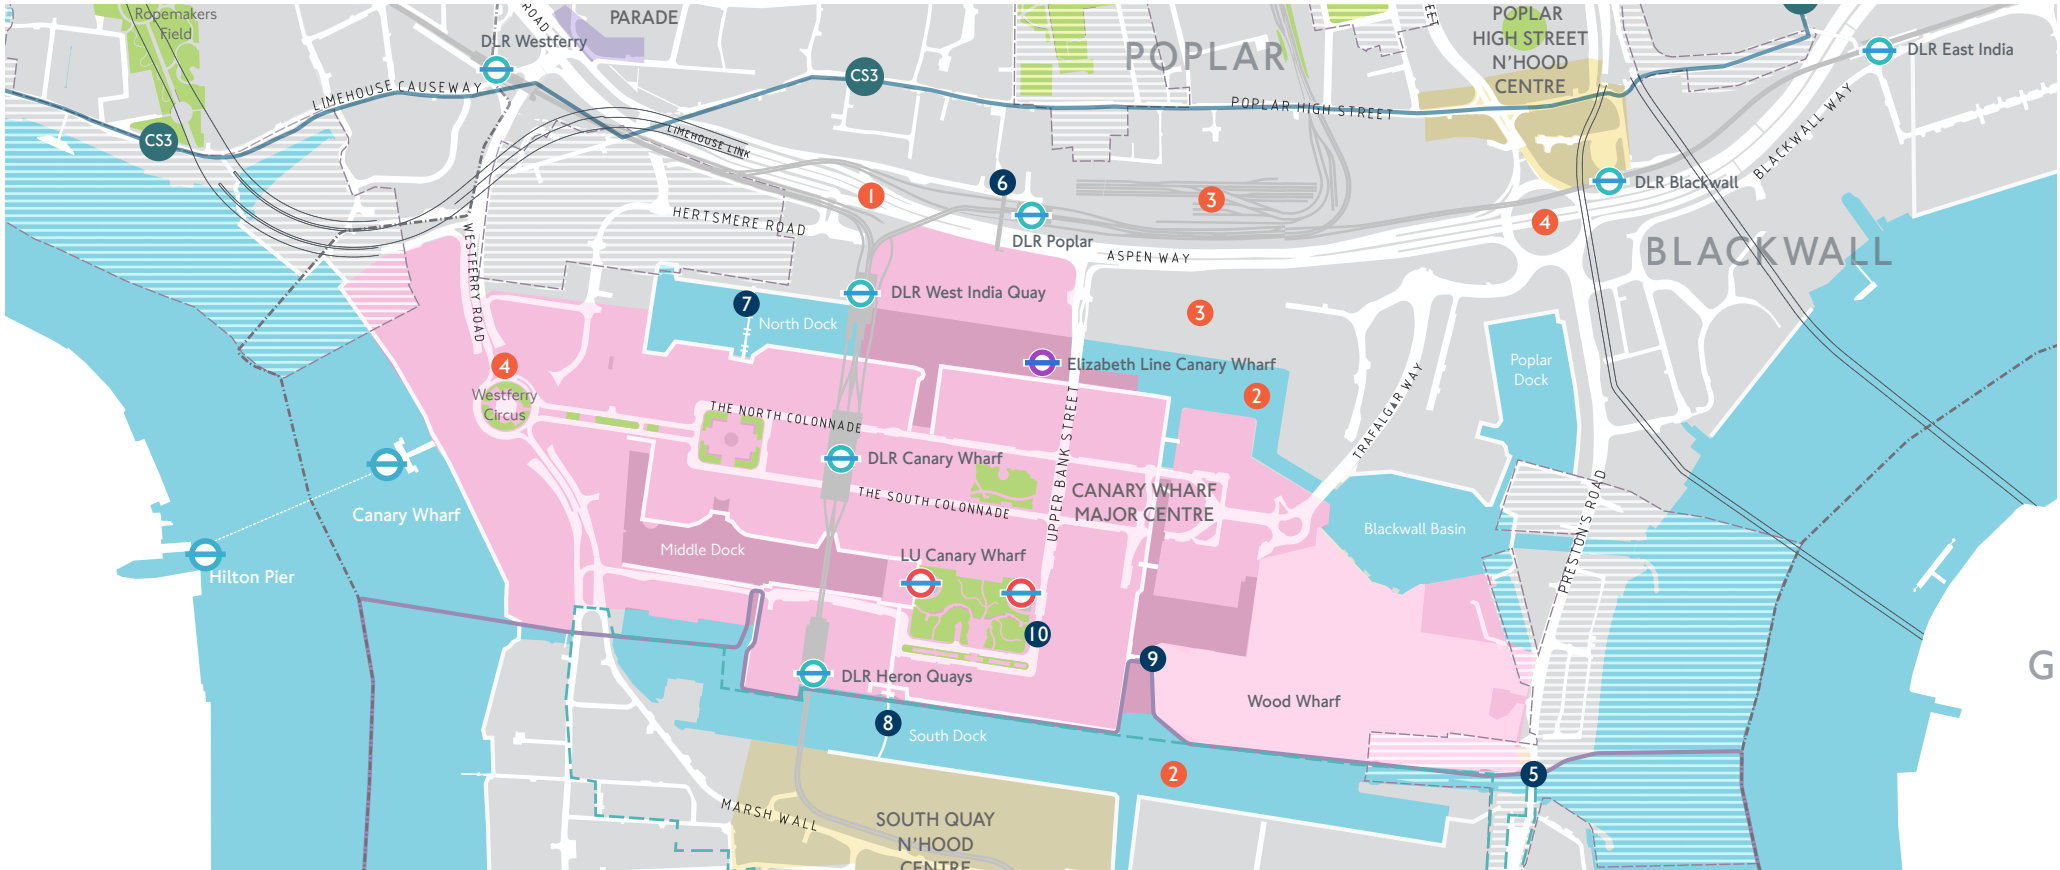 Ropemakers
Field
ROAD
PARADE
DLR Westferry
CS3
CS3
LIMEHOUSE CAUSEWAY
LIMEHOUSE LINK
POPLAR
POPLAR HIGH STREET
POPLAR
HIGH STREET
N'HOOD
CENTRE
DLR East India
BLACKWALL WAY
DLR Blackwall
BLACKWALL
1
6
3
4
DLR Poplar
ASPEN WAY
HERTSMERE ROAD
WESTFERRY ROAD
DLR West India Quay
7
North Dock
3
Elizabeth Line Canary Wharf
2
Poplar
Dock
TRAFALGAR WAY
4
Westferry
Circus
THE NORTH COLONNADE
DLR Canary Wharf
THE SOUTH COLONNADE
UPPER BANK STREET
CANARY WHARF
MAJOR CENTRE
Blackwall Basin
PRESTON'S ROAD
Canary Wharf
Hilton Pier
Middle Dock
LU Canary Wharf
10
9
DLR Heron Quays
Wood Wharf
8
South Dock
2
5
G
MARSH WALL
SOUTH QUAY
N'HOOD
CENTRE